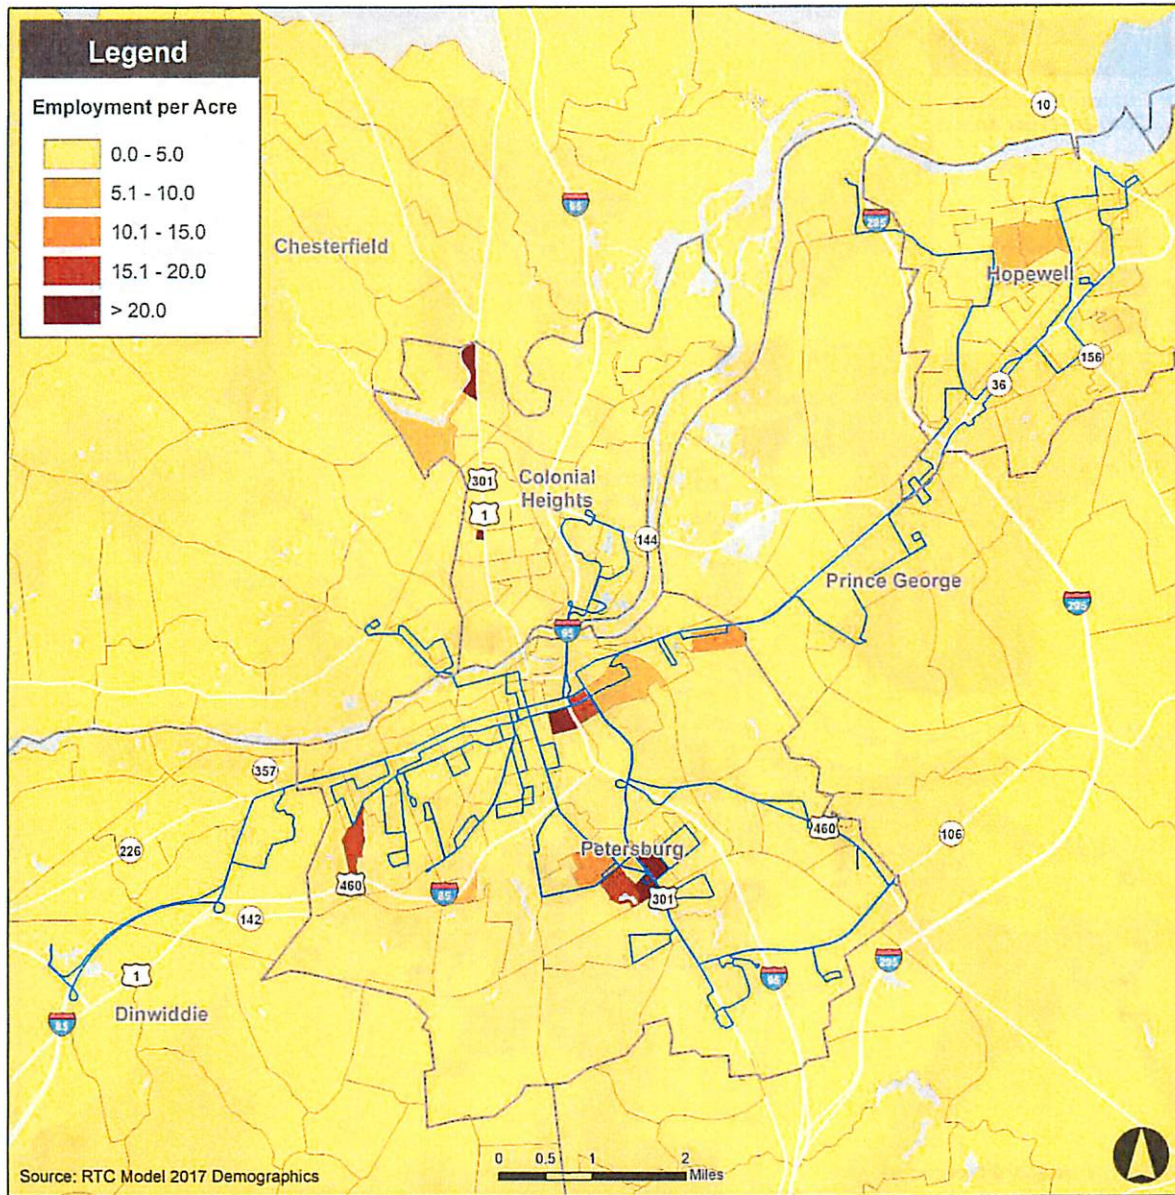 Legend
Employment per Acre
0.0 - 5.0
5.1 - 10.0
10.1 - 15.0
15.1 - 20.0
> 20.0
10
95
295
Chesterfield
Hopewell
156
36
301
Colonial
Heights
1
144
Prince George
295
95
357
460
106
226
Petersburg
460
85
301
142
295
1
95
Dinwiddie
85
0 0.5 1 2
Miles
Source: RTC Model 2017 Demographics